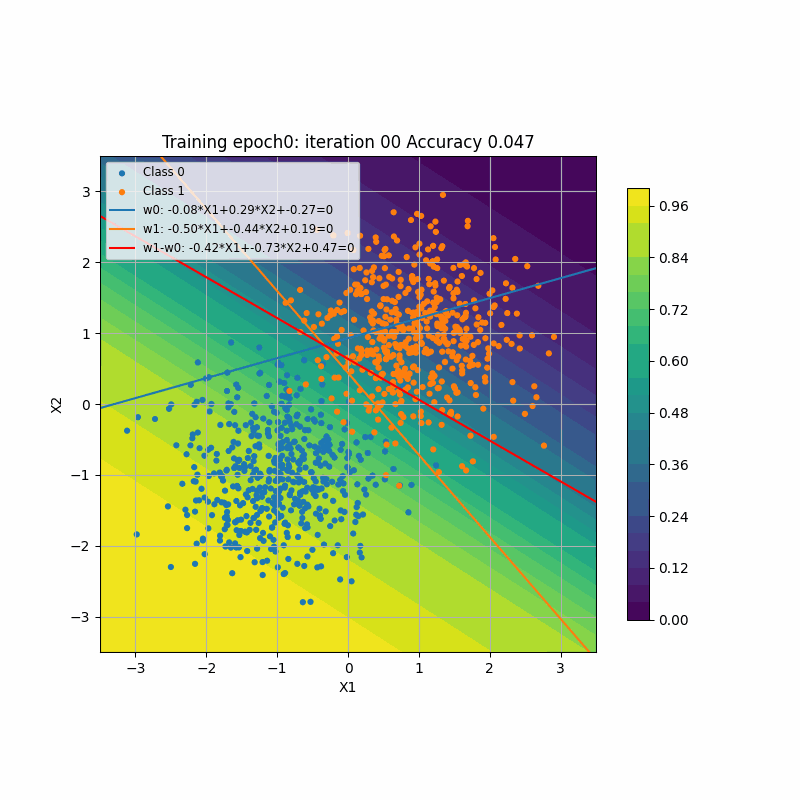 Training epoch0: iteration 00 Accuracy 0.047
Class 0
Class 1
w0: -0.08*X1+0.29*X2+-0.27=0
w1: -0.50*X1+-0.44*X2+0.19=0
w1-w0: -0.42*X1+-0.73*X2+0.47=0
3
2
1
0
−1
−2
−3
X2
−3 −2 −1 0 1 2 3
X1
0.96
0.84
0.72
0.60
0.48
0.36
0.24
0.12
0.00